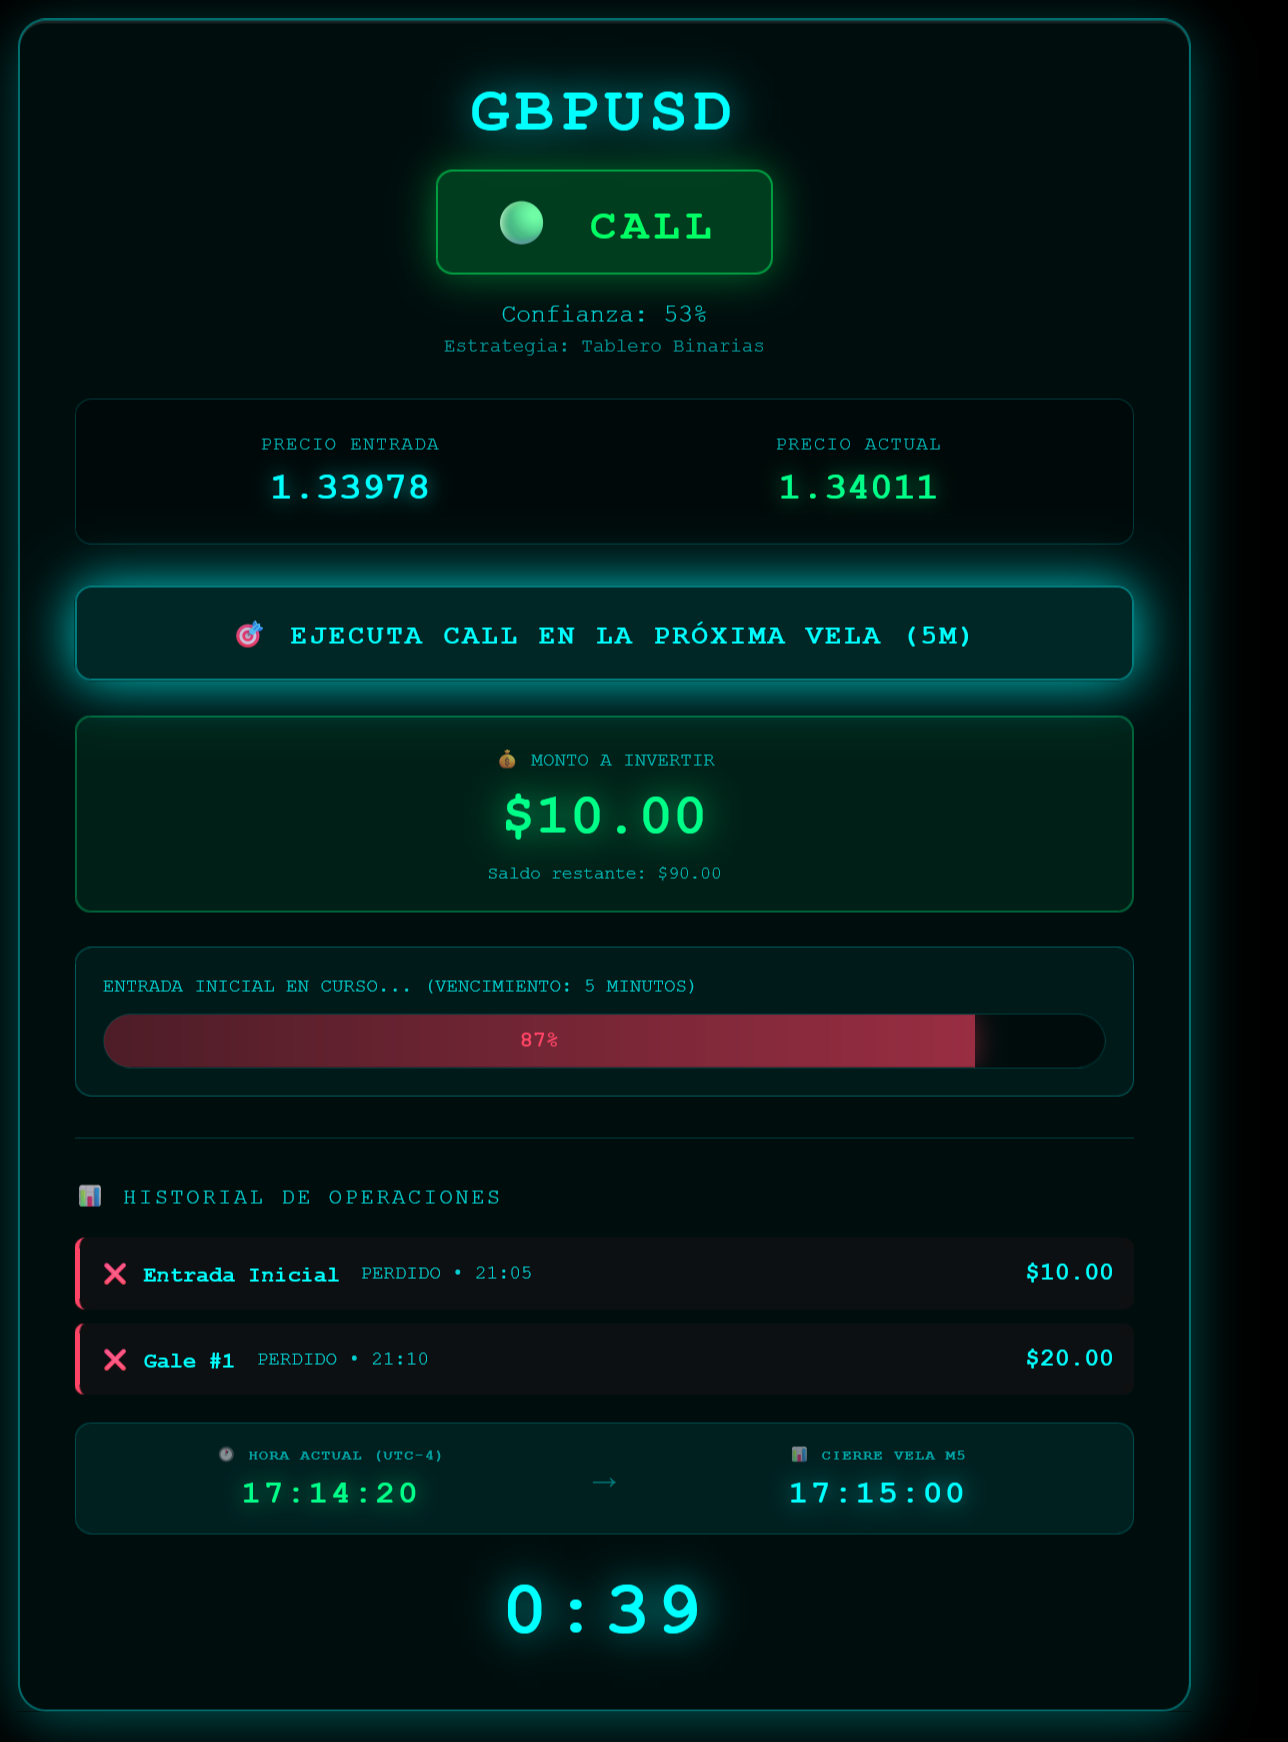 GBPUSD
CALL
Confianza: 53%
Estrategia: Tablero Binarias
PRECIO ENTRADA
1.33978
PRECIO ACTUAL
1.34011
EJECUTA CALL EN LA PRÓXIMA VELA (5M)
MONTO A INVERTIR
$10.00
Saldo restante: $90.00
ENTRADA INICIAL EN CURSO... (VENCIMIENTO: 5 MINUTOS)
87%
HISTORIAL DE OPERACIONES
Entrada Inicial PERDIDO • 21:05 $10.00
Gale #1 PERDIDO • 21:10 $20.00
HORA ACTUAL (UTC-4)
17:14:20
→
CIERRE VELA M5
17:15:00
0:39